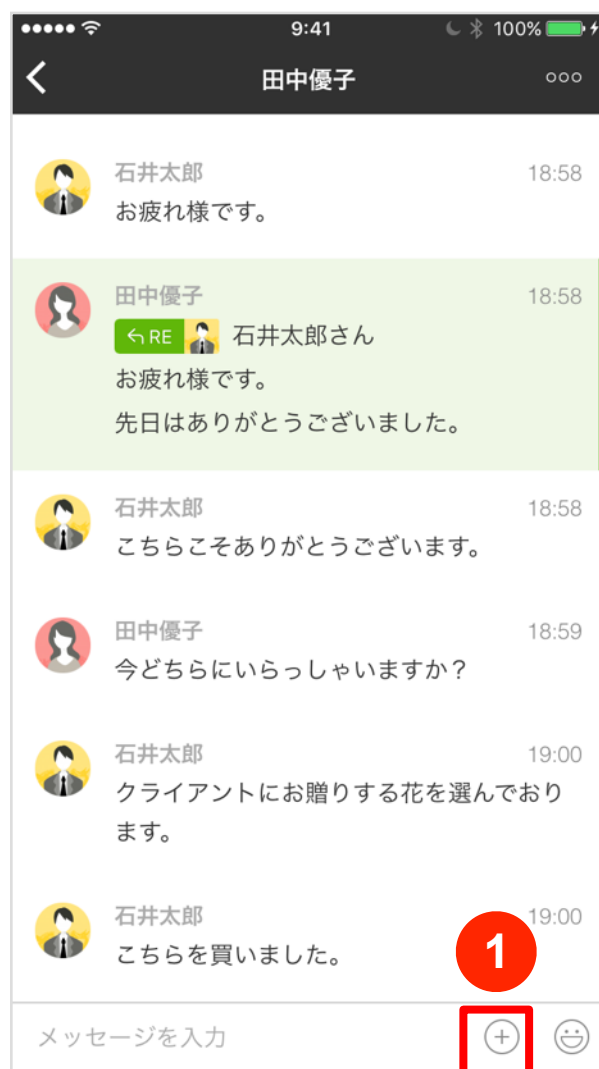 9:41
100%
田中優子
石井太郎
18:58
お疲れ様です。
田中優子
18:58
RE 石井太郎さん
お疲れ様です。
先日はありがとうございました。
石井太郎
18:58
こちらこそありがとうございます。
田中優子
18:59
今どちらにいらっしゃいますか？
石井太郎
19:00
クライアントにお贈りする花を選んでおり
ます。
石井太郎
19:00
こちらを買いました。
1
メッセージを入力